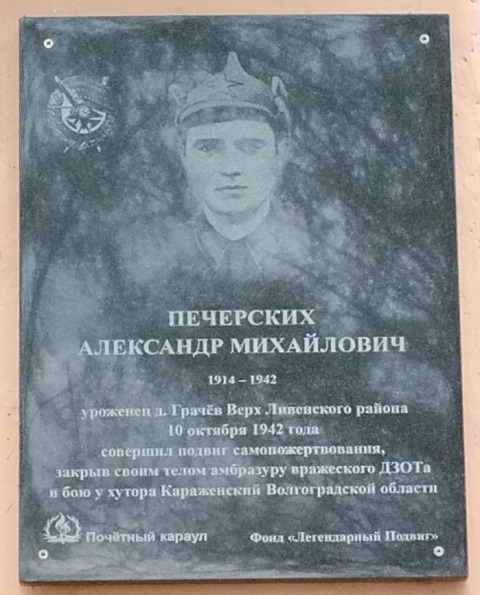 ПЕЧЕРСКИХ
АЛЕКСАНДР МИХАЙЛОВИЧ
1914 – 1942
уроженец д. Грачёв Верх Ливенского района
10 октября 1942 года
совершил подвиг самопожертвования,
закрыв своим телом амбразуру вражеского ДЗОТа
в бою у хутора Караженский Волгоградской области
Почётный караул Фонд «Легендарный Подвиг»